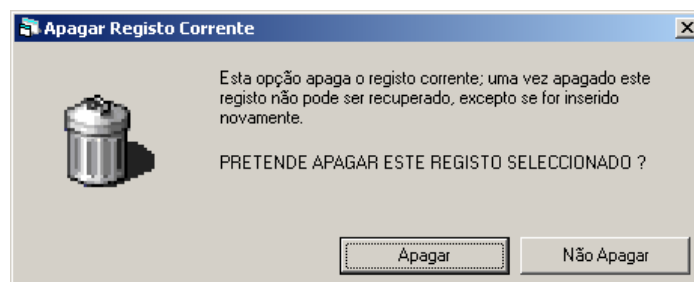 Apagar Registo Corrente
Esta opção apaga o registo corrente; uma vez apagado este
registo não pode ser recuperado, excepto se for inserido
novamente.
PRETENDE APAGAR ESTE REGISTO SELECCIONADO ?
Apagar
Não Apagar